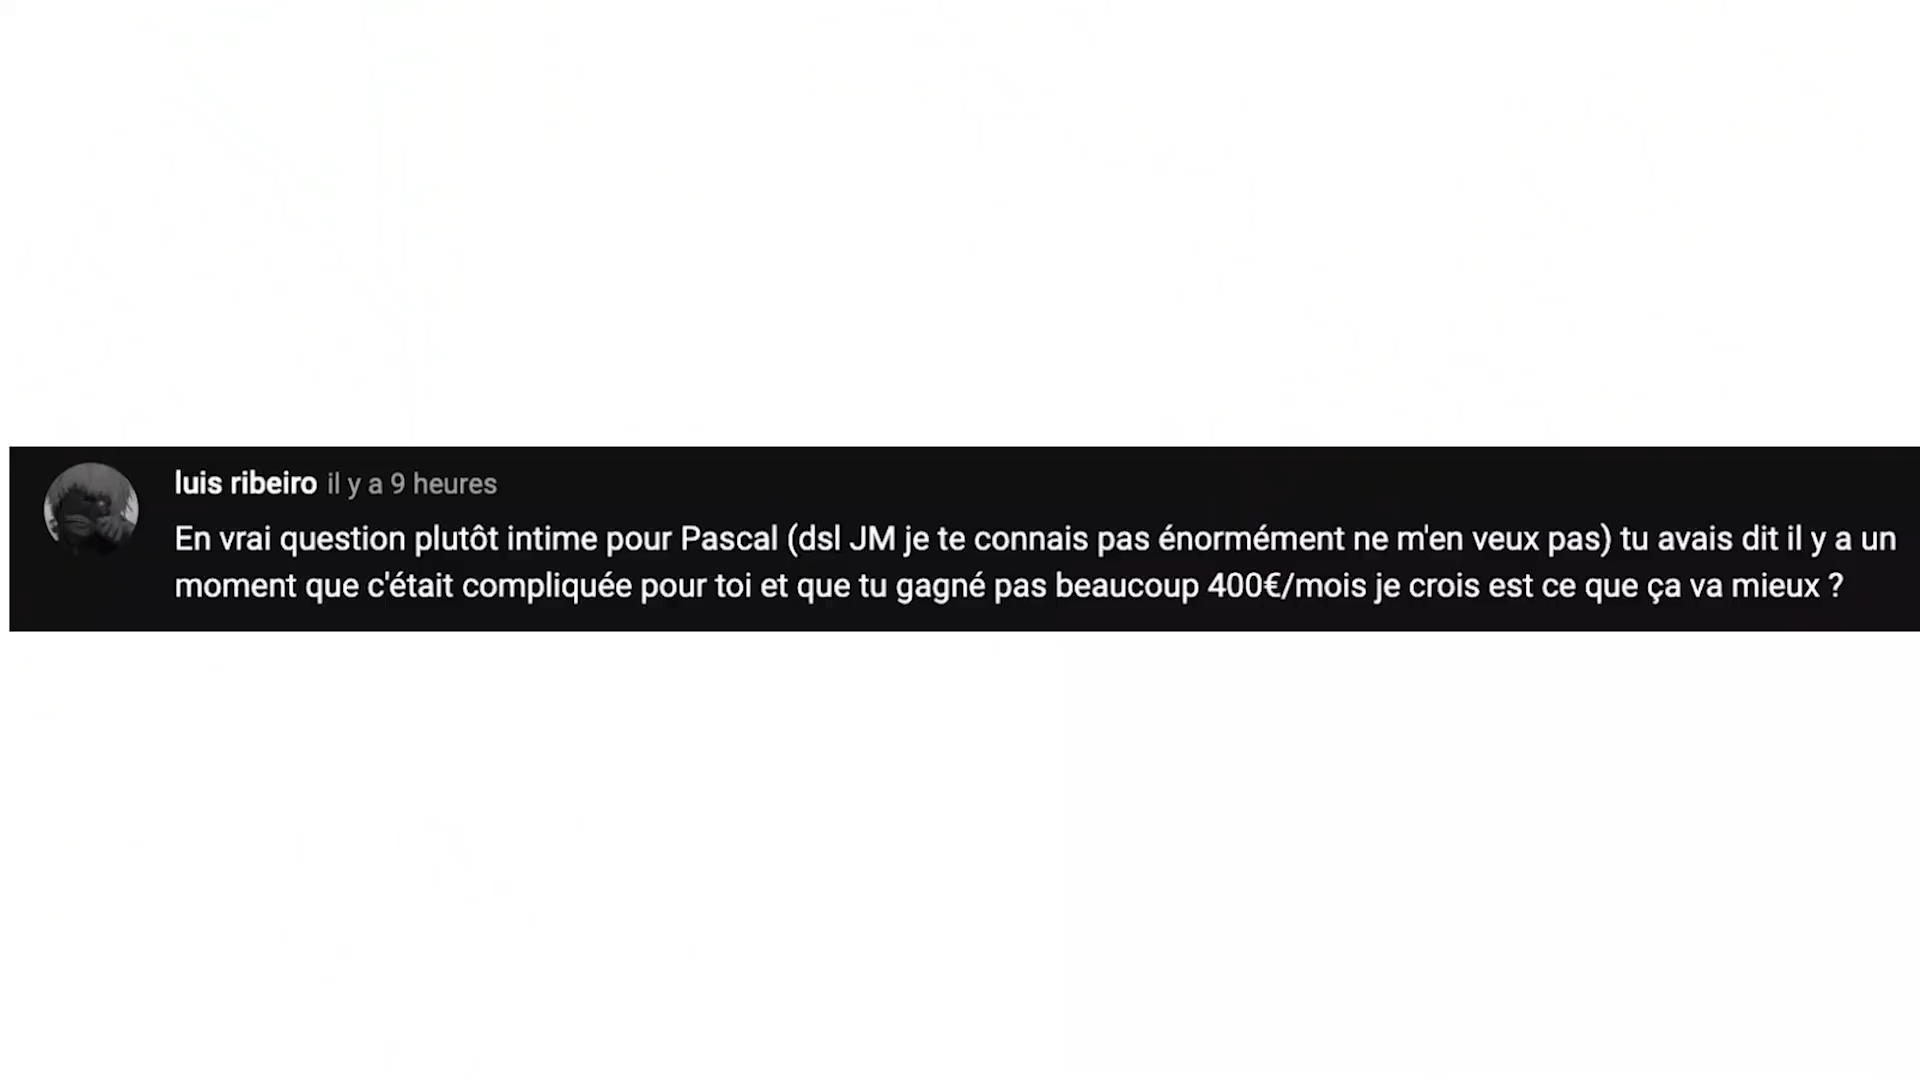 luis ribeiro il y a 9 heures
En vrai question plutôt intime pour Pascal (dsl JM je te connais pas énormément ne m'en veux pas) tu avais dit il y a un
moment que c'était compliquée pour toi et que tu gagné pas beaucoup 400€/mois je crois est ce que ça va mieux ?